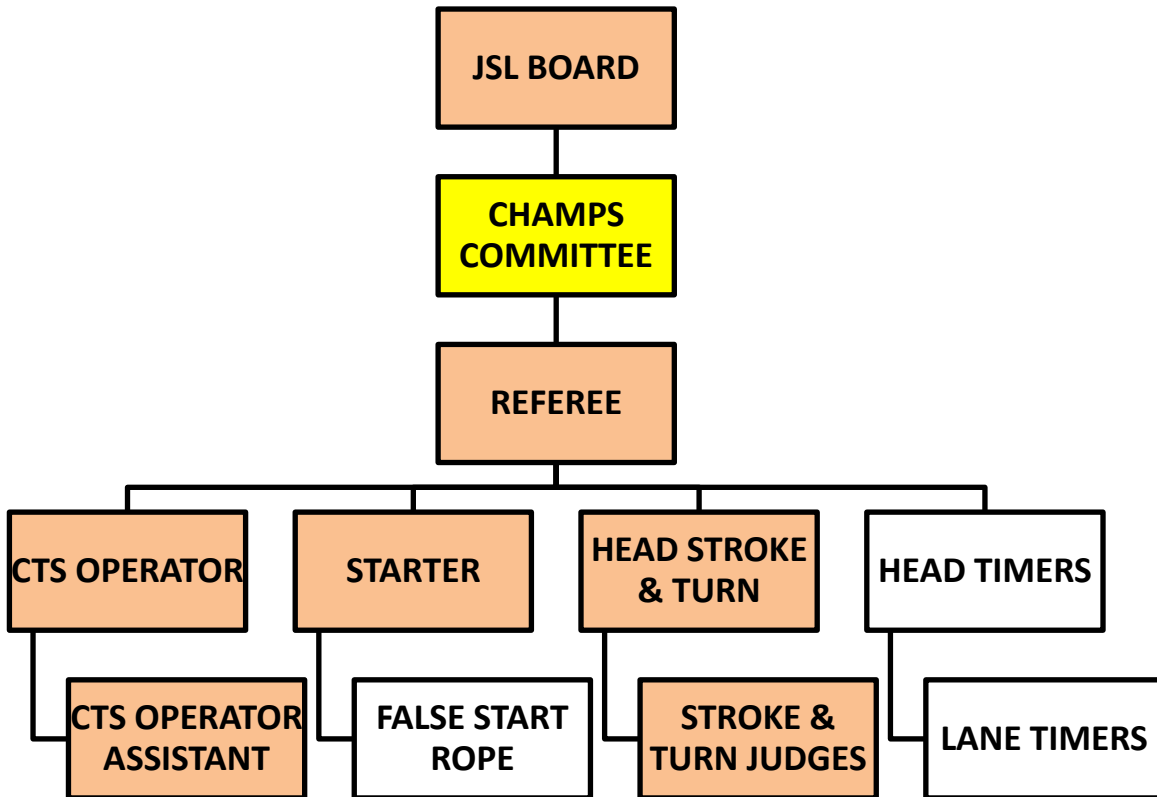 JSL BOARD
CHAMPS
COMMITTEE
REFEREE
CTS OPERATOR
STARTER
HEAD STROKE
& TURN
HEAD TIMERS
CTS OPERATOR
ASSISTANT
FALSE START
ROPE
STROKE &
TURN JUDGES
LANE TIMERS